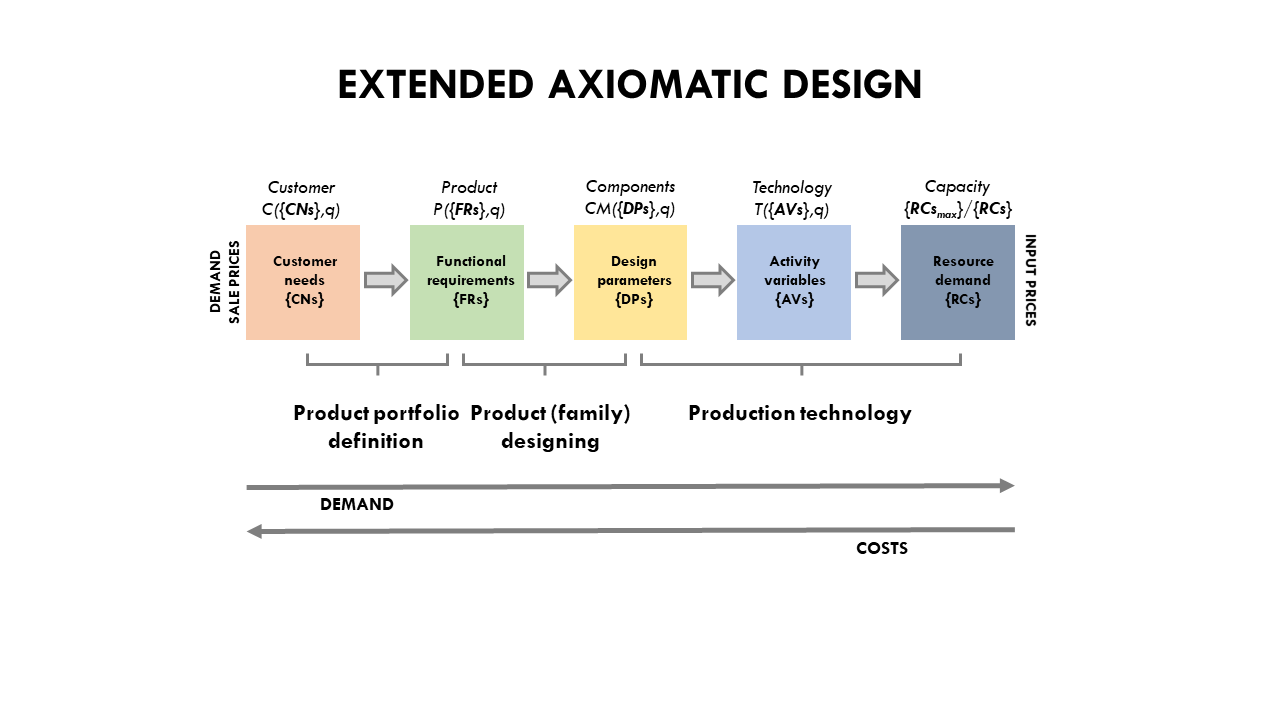 EXTENDED AXIOMATIC DESIGN
Customer
C({CNs},q)
Product
P({FRs},q)
Components
CM({DPs},q)
Technology
T({AVs},q)
Capacity
{RCsmax}/{RCs}
DEMAND
SALE PRICES
Customer
needs
{CNs}
Functional
requirements
{FRs}
Design
parameters
{DPs}
Activity
variables
{AVs}
Resource
demand
{RCs}
INPUT PRICES
Product portfolio
definition
Product (family)
designing
Production technology
DEMAND
COSTS